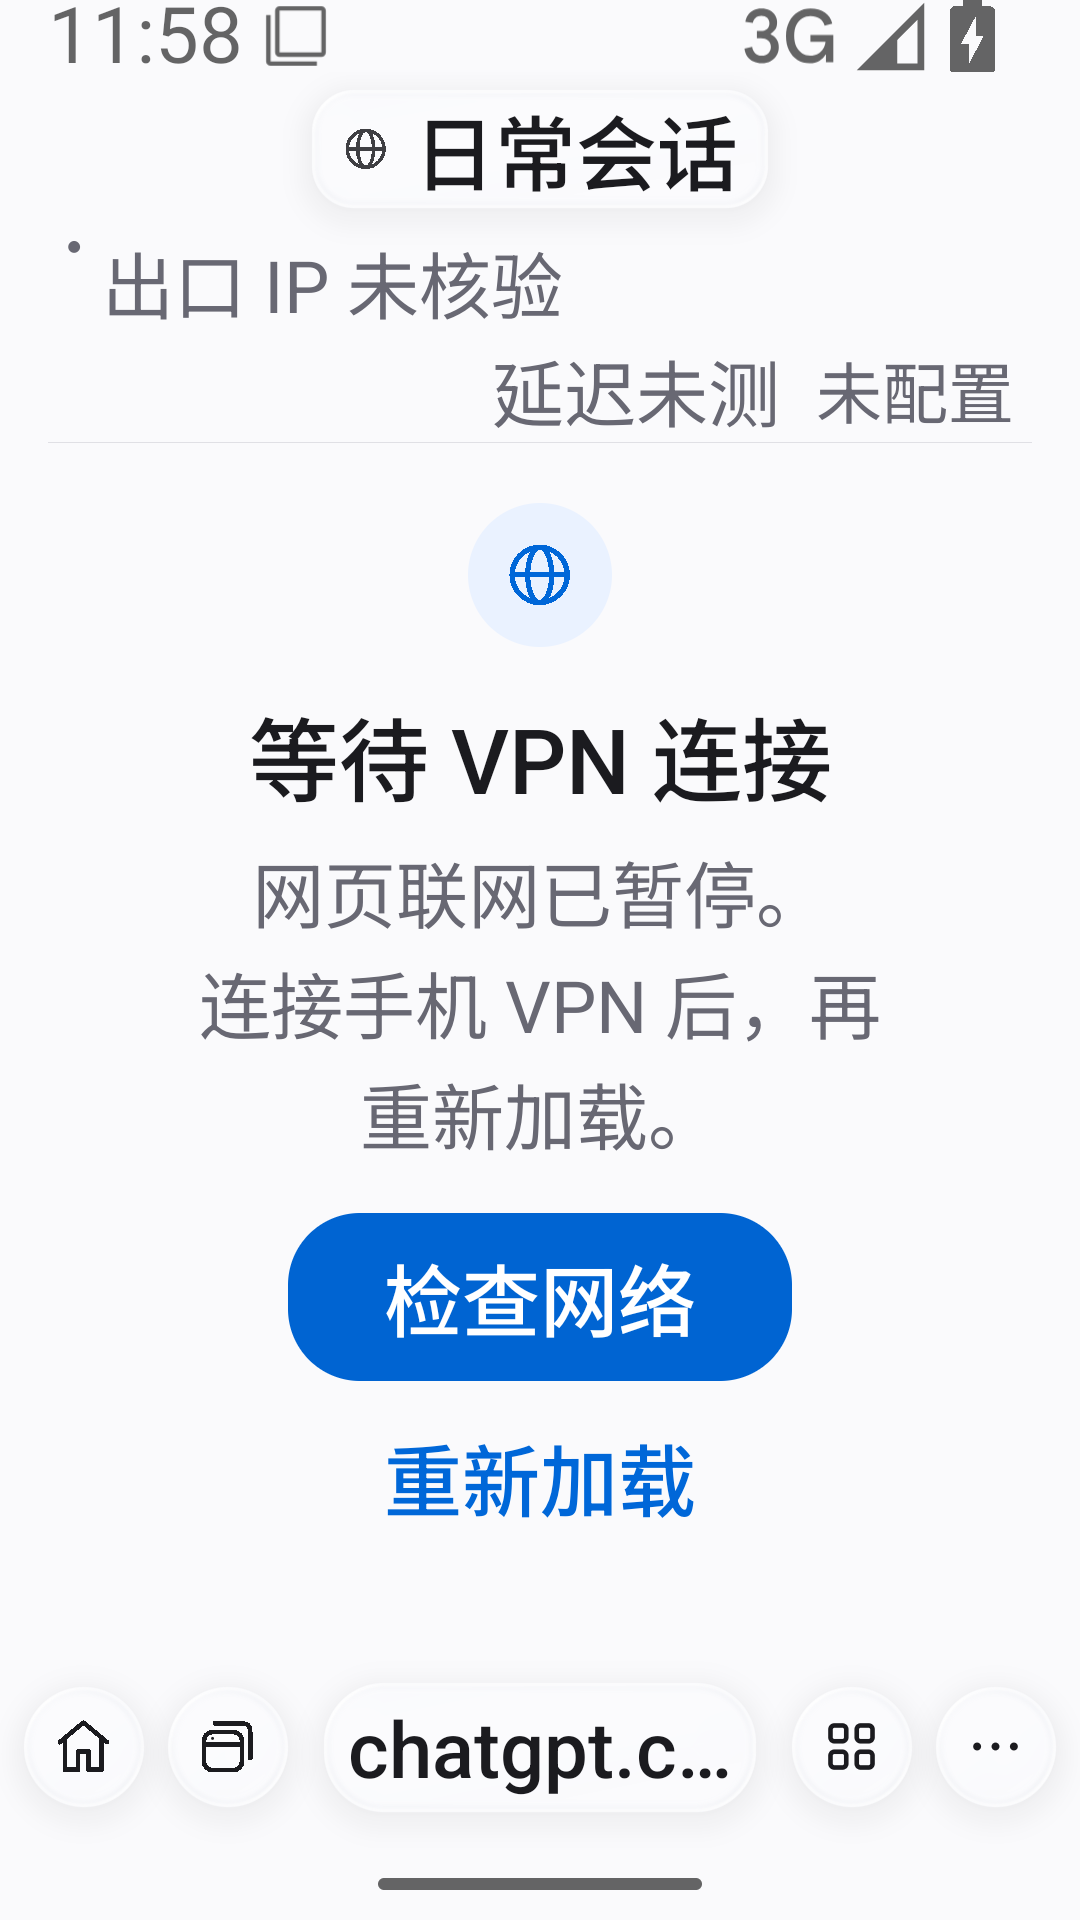 11:58
3G
日常会话
出口 IP 未核验
延迟未测 未配置
等待 VPN 连接
网页联网已暂停。
连接手机 VPN 后，再
重新加载。
检查网络
重新加载
chatgpt.c...